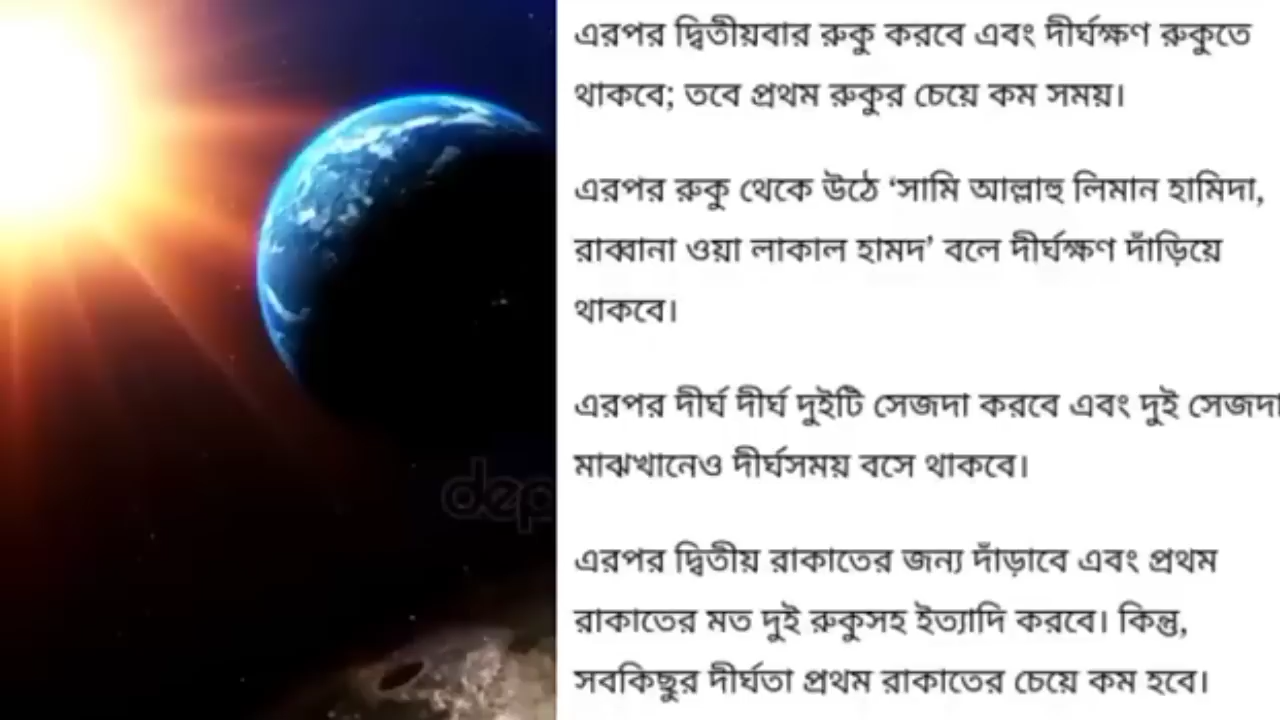 এরপর দ্বিতীয়বার রুকু করবে এবং দীর্ঘক্ষণ রুকুতে
থাকবে; তবে প্রথম রুকুর চেয়ে কম সময়।
এরপর রুকু থেকে উঠে ‘সামি আল্লাহু লিমান হামিদা,
রাব্বানা ওয়া লাকাল হামদ’ বলে দীর্ঘক্ষণ দাঁড়িয়ে
থাকবে।
এরপর দীর্ঘ দীর্ঘ দুইটি সেজদা করবে এবং দুই সেজদা
মাঝখানেও দীর্ঘসময় বসে থাকবে।
এরপর দ্বিতীয় রাকাতের জন্য দাঁড়াবে এবং প্রথম
রাকাতের মত দুই রুকুসহ ইত্যাদি করবে। কিন্তু,
সবকিছুর দীর্ঘতা প্রথম রাকাতের চেয়ে কম হবে।
dep